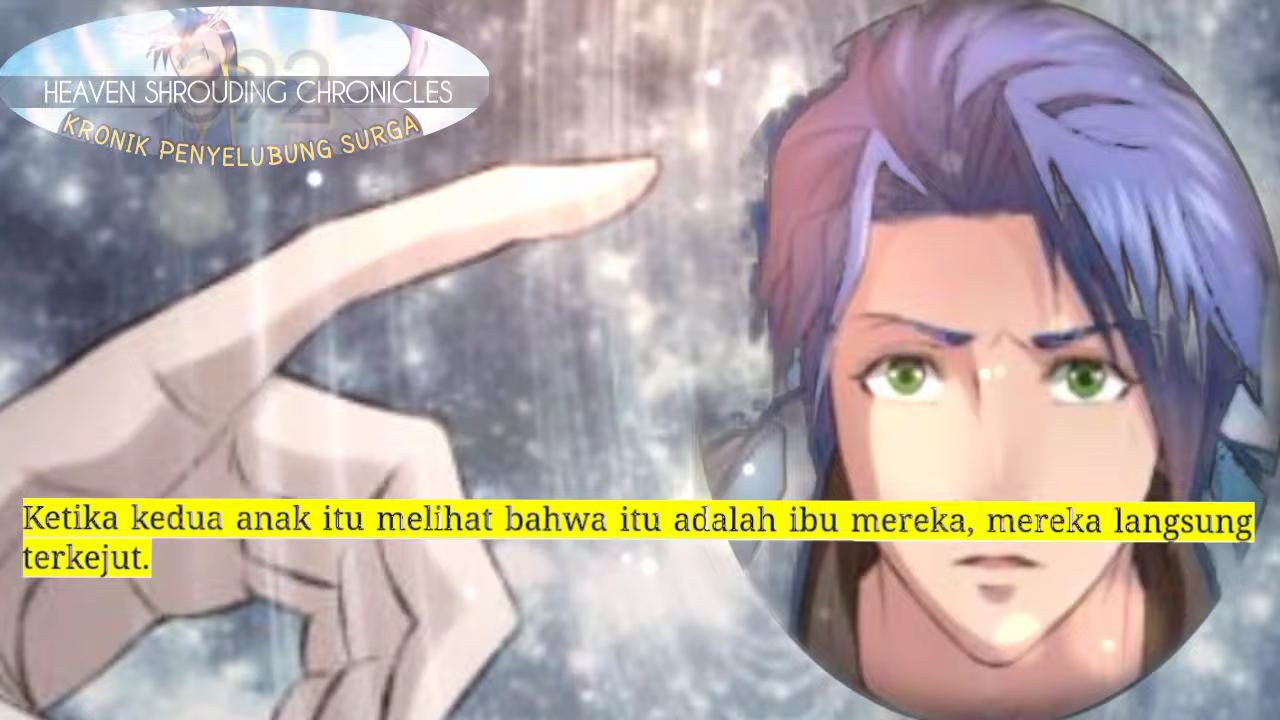 HEAVEN SHROUDING CHRONICLES
KRONIK PENYELUBUNG SURGA
Ketika kedua anak itu melihat bahwa itu adalah ibu mereka, mereka langsung
terkejut.